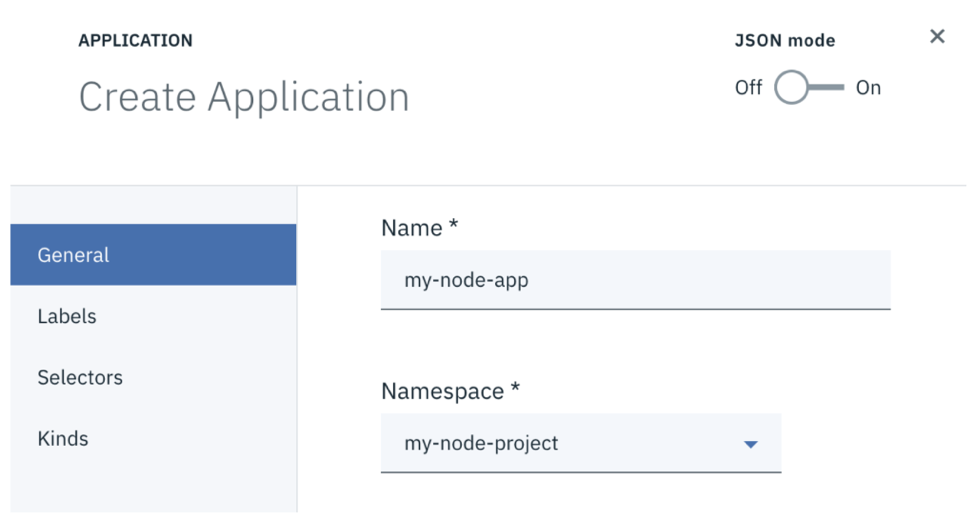 APPLICATION
JSON mode
Create Application
Off
On
General
Labels
Selectors
Kinds
Name *
my-node-app
Namespace *
my-node-project